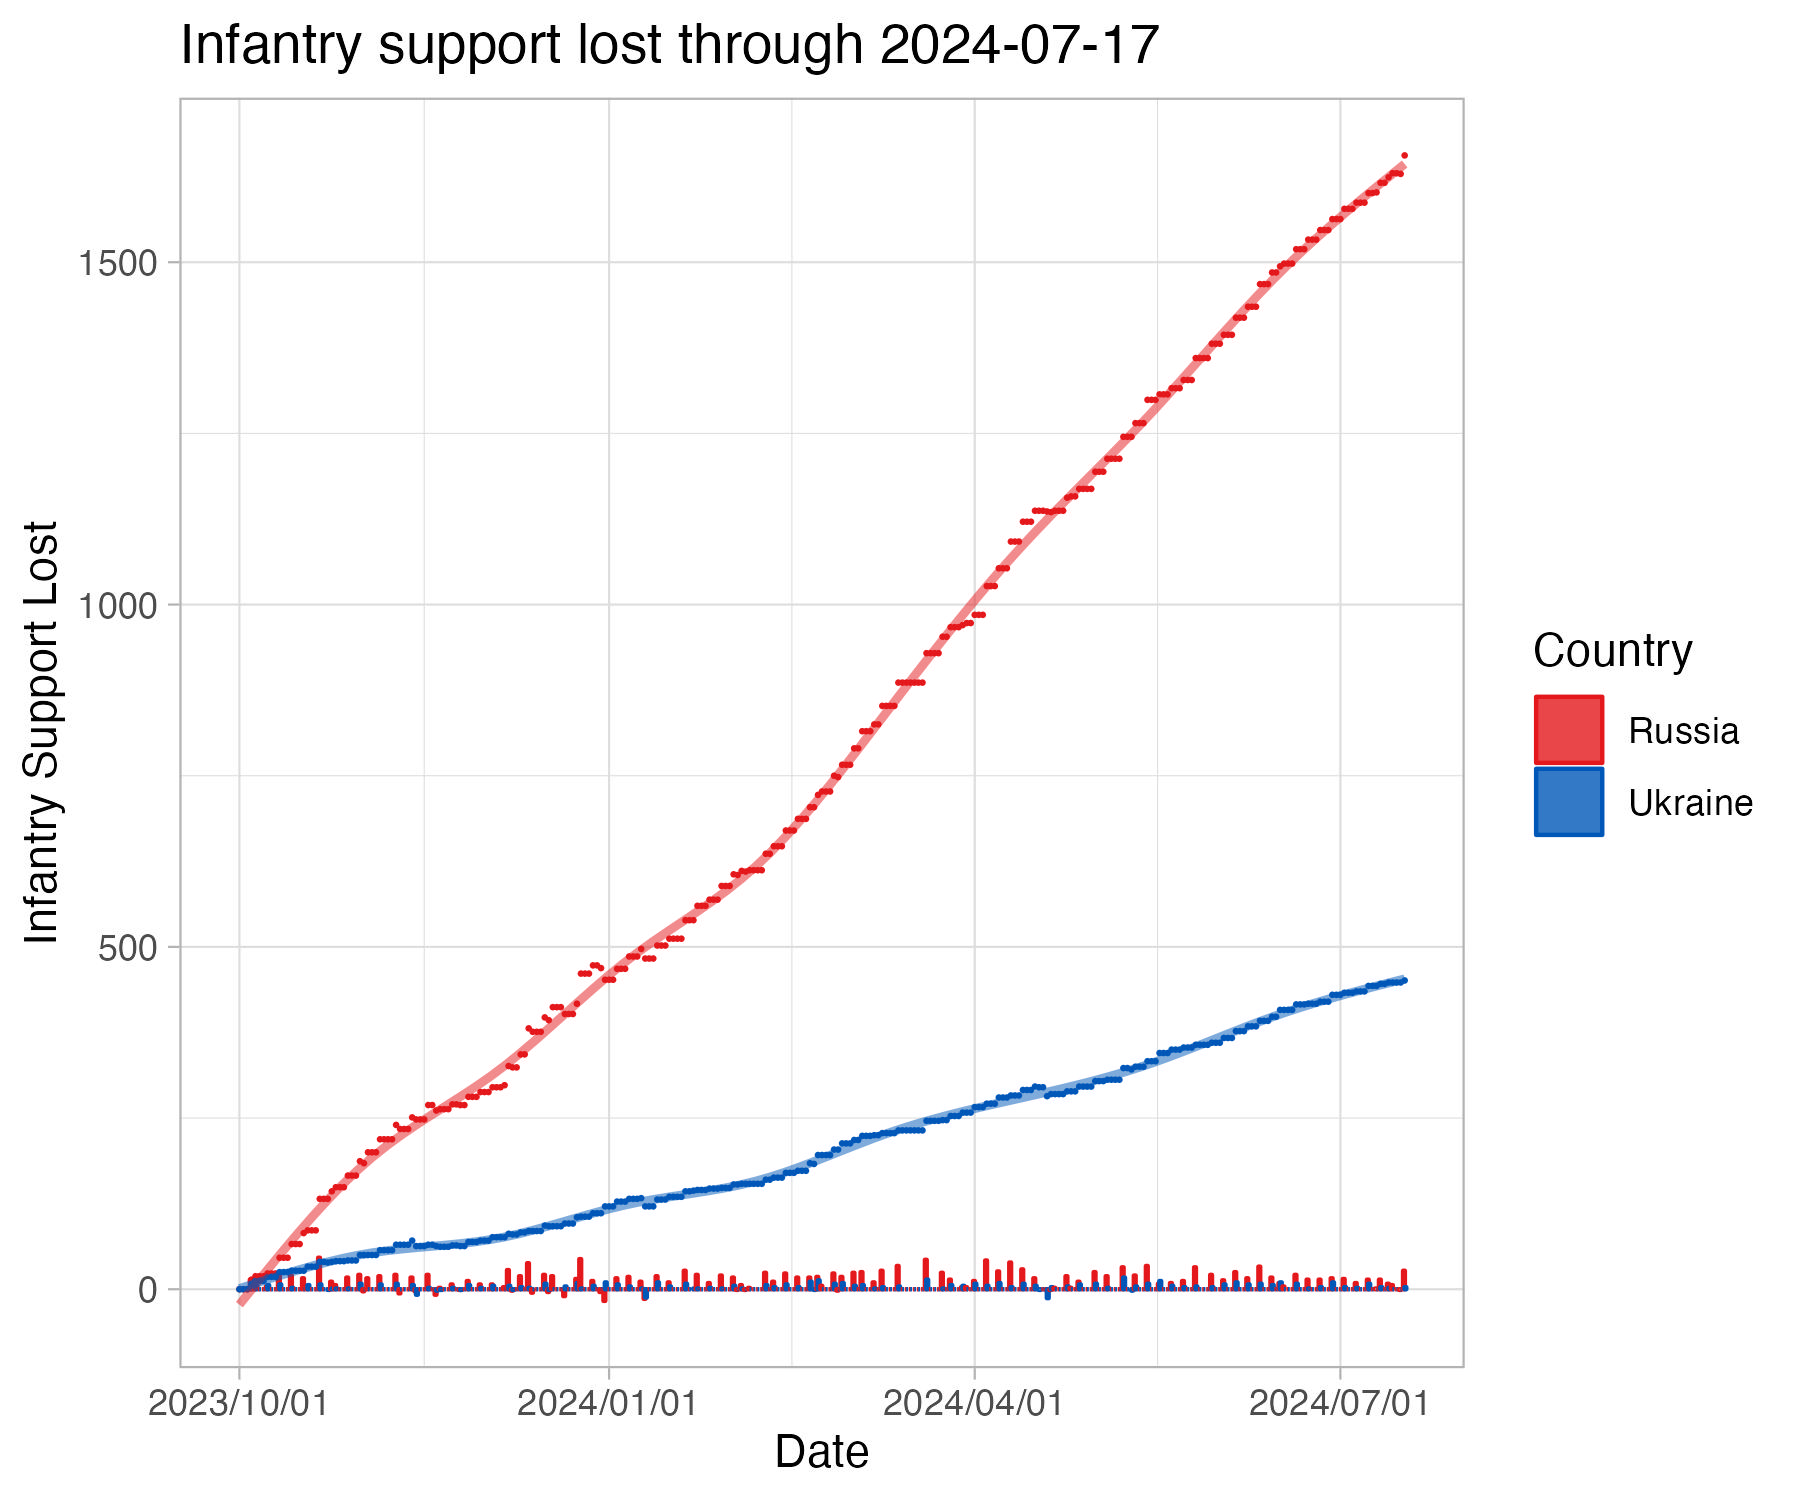 Infantry support lost through 2024-07-17
Infantry Support Lost
1500
1000
500
0
2023/10/01
2024/01/01
2024/04/01
2024/07/01
Date
Country
Russia
Ukraine